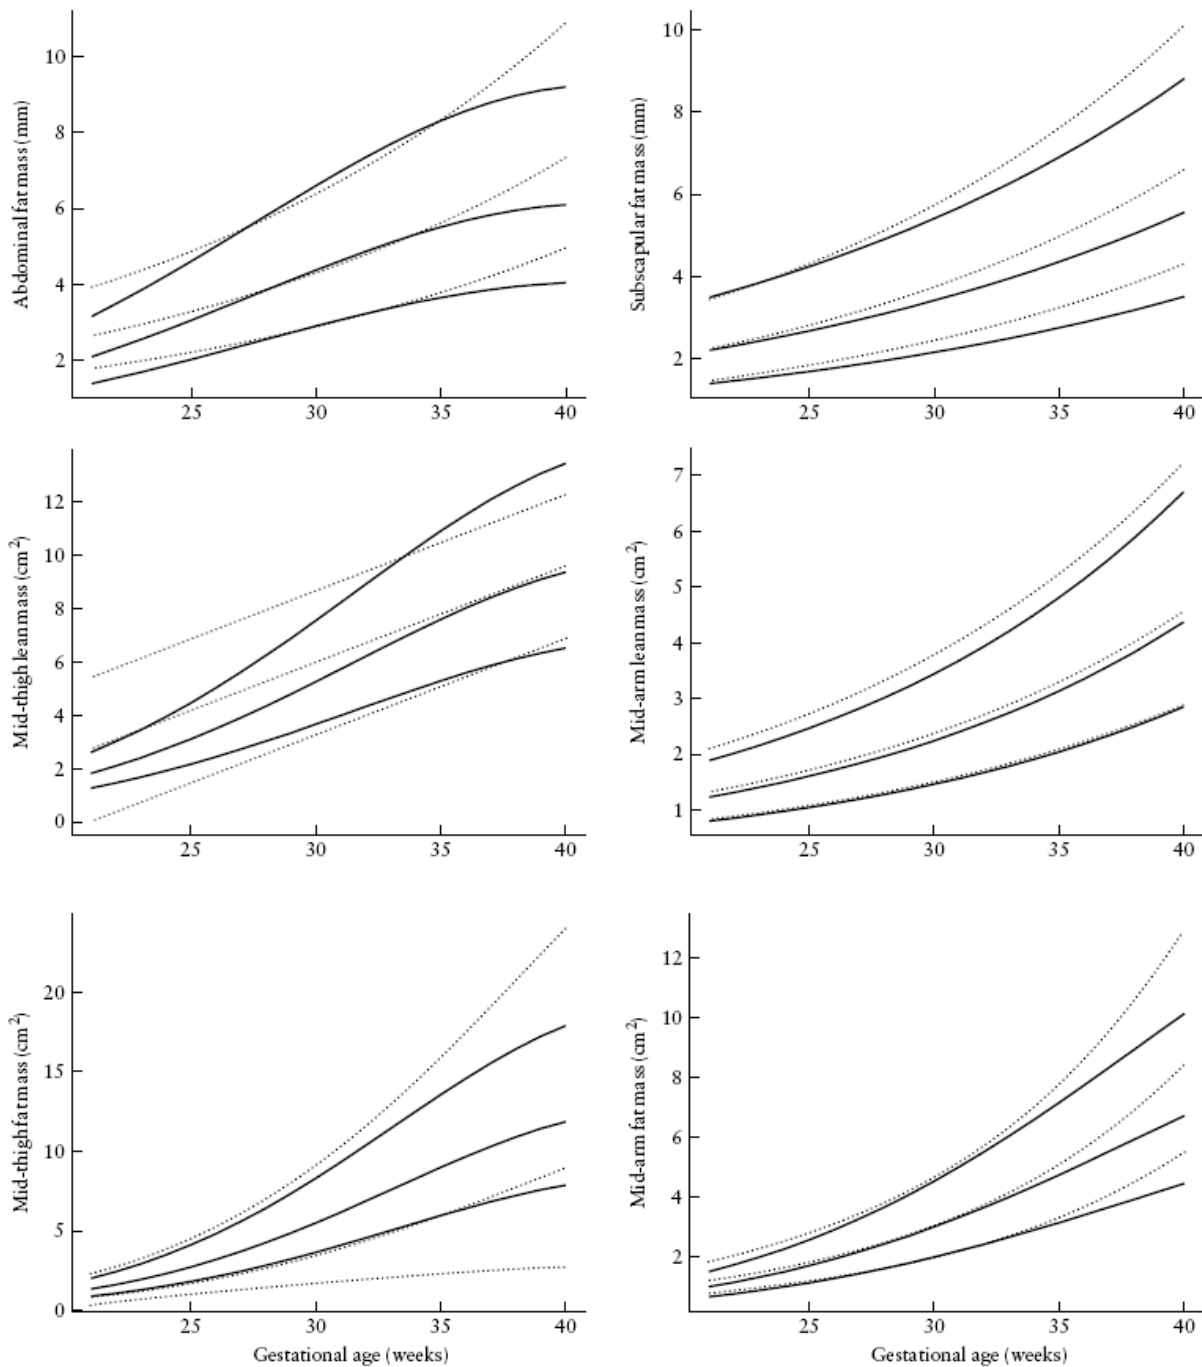 Abdominal fat mass (mm)
10
8
6
4
2
25 30 35 40
Subscapular fat mass (mm)
10
8
6
4
2
25 30 35 40
Mid-thigh lean mass (cm²)
12
10
8
6
4
2
0
25 30 35 40
Mid-arm lean mass (cm²)
7
6
5
4
3
2
1
25 30 35 40
Mid-thigh fat mass (cm²)
20
15
10
5
0
25 30 35 40
Gestational age (weeks)
Mid-arm fat mass (cm²)
12
10
8
6
4
2
25 30 35 40
Gestational age (weeks)